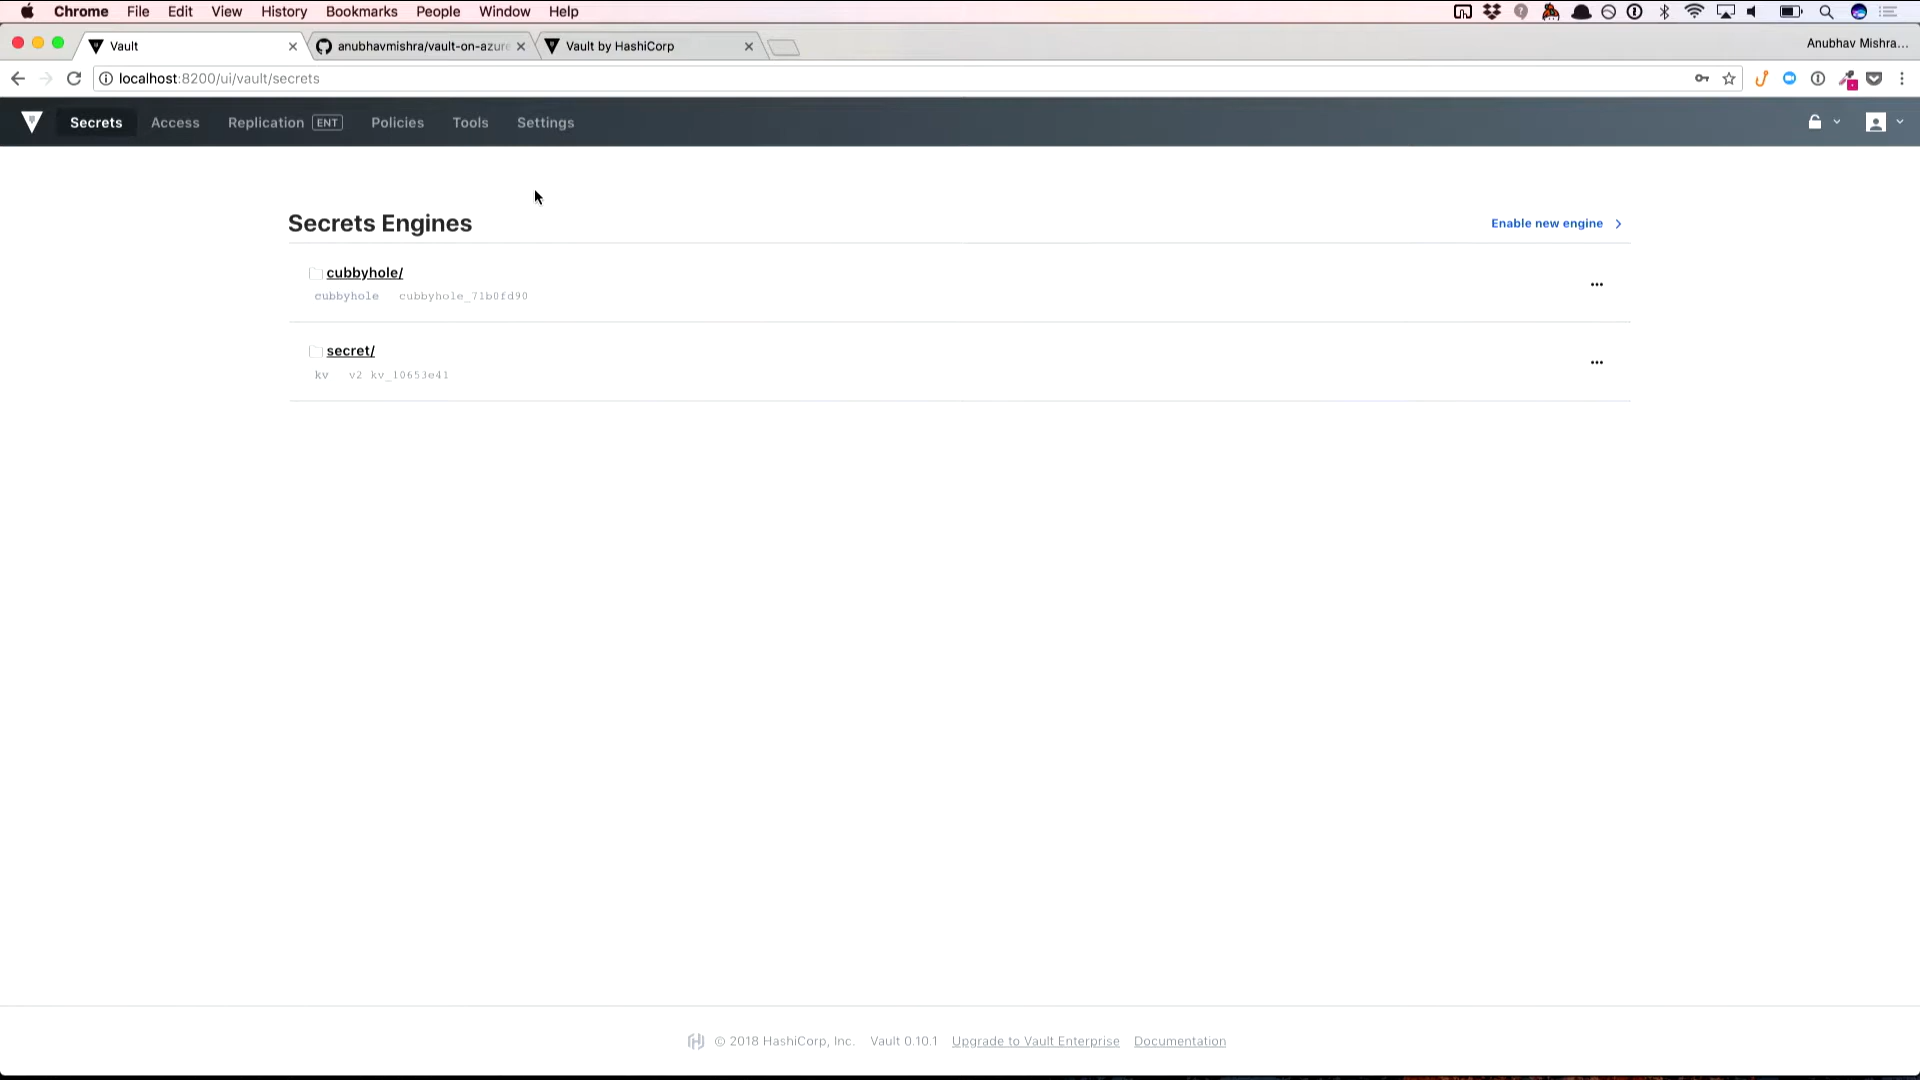 Chrome File Edit View History Bookmarks People Window Help
Vault
anubhavmishra/vault-on-azure
Vault by HashiCorp
Anubhav Mishra...
localhost:8200/ui/vault/secrets
Secrets Access Replication ENT Policies Tools Settings
Secrets Engines
Enable new engine
cubbyhole/
cubbyhole cubbyhole_71b0fd90
secret/
kv v2 kv_10653e41
© 2018 HashiCorp, Inc. Vault 0.10.1 Upgrade to Vault Enterprise Documentation